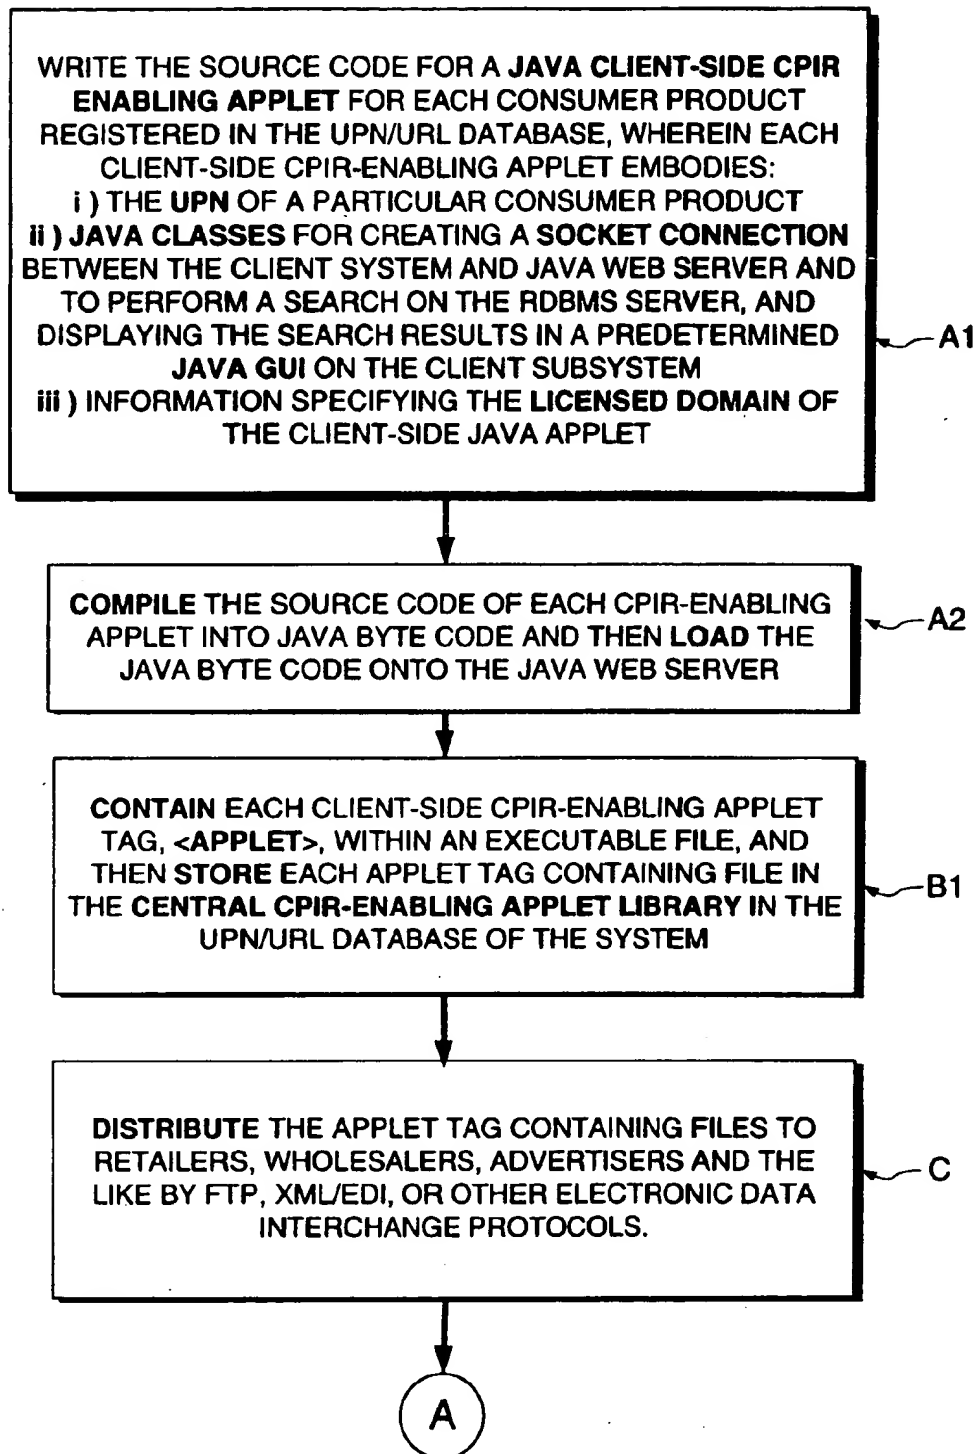 WRITE THE SOURCE CODE FOR A JAVA CLIENT-SIDE CPIR
ENABLING APPLET FOR EACH CONSUMER PRODUCT
REGISTERED IN THE UPN/URL DATABASE, WHEREIN EACH
CLIENT-SIDE CPIR-ENABLING APPLET EMBODIES:
i ) THE UPN OF A PARTICULAR CONSUMER PRODUCT
ii ) JAVA CLASSES FOR CREATING A SOCKET CONNECTION
BETWEEN THE CLIENT SYSTEM AND JAVA WEB SERVER AND
TO PERFORM A SEARCH ON THE RDBMS SERVER, AND
DISPLAYING THE SEARCH RESULTS IN A PREDETERMINED
JAVA GUI ON THE CLIENT SUBSYSTEM
iii ) INFORMATION SPECIFYING THE LICENSED DOMAIN OF
THE CLIENT-SIDE JAVA APPLET
A1
COMPILE THE SOURCE CODE OF EACH CPIR-ENABLING
APPLET INTO JAVA BYTE CODE AND THEN LOAD THE
JAVA BYTE CODE ONTO THE JAVA WEB SERVER
A2
CONTAIN EACH CLIENT-SIDE CPIR-ENABLING APPLET
TAG, <APPLET>, WITHIN AN EXECUTABLE FILE, AND
THEN STORE EACH APPLET TAG CONTAINING FILE IN
THE CENTRAL CPIR-ENABLING APPLET LIBRARY IN THE
UPN/URL DATABASE OF THE SYSTEM
B1
DISTRIBUTE THE APPLET TAG CONTAINING FILES TO
RETAILERS, WHOLESALERS, ADVERTISERS AND THE
LIKE BY FTP, XML/EDI, OR OTHER ELECTRONIC DATA
INTERCHANGE PROTOCOLS.
C
A